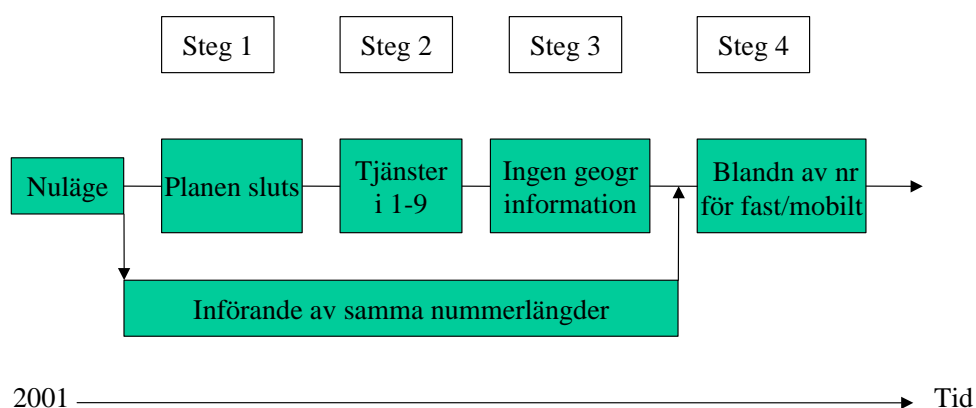 Steg 1
Steg 2
Steg 3
Steg 4
Nuläge
Planen sluts
Tjänster
i 1-9
Ingen geogr
information
Blandn av nr
för fast/mobilt
Införande av samma nummerlängder
2001
Tid